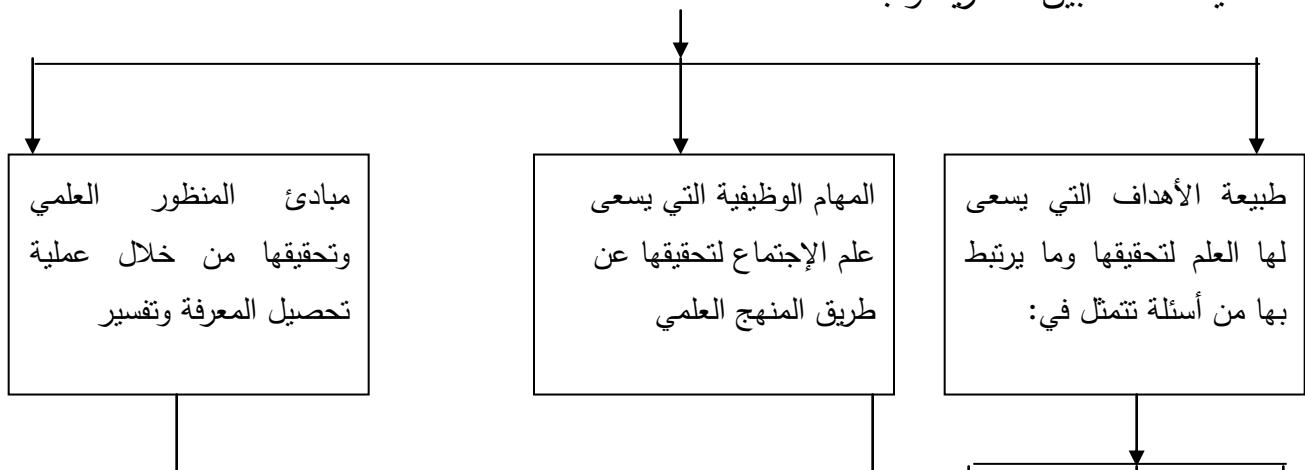 بين
طبيعة الأهداف التي يسعى
لها العلم لتحقيقها وما يرتبط
بها من أسئلة تتمثل في:
المهام الوظيفية التي يسعى
علم الإجتماع لتحقيقها عن
طريق المنهج العلمي
مبادئ المنظور العلمي
وتحقيقها من خلال عملية
تحصيل المعرفة وتفسير